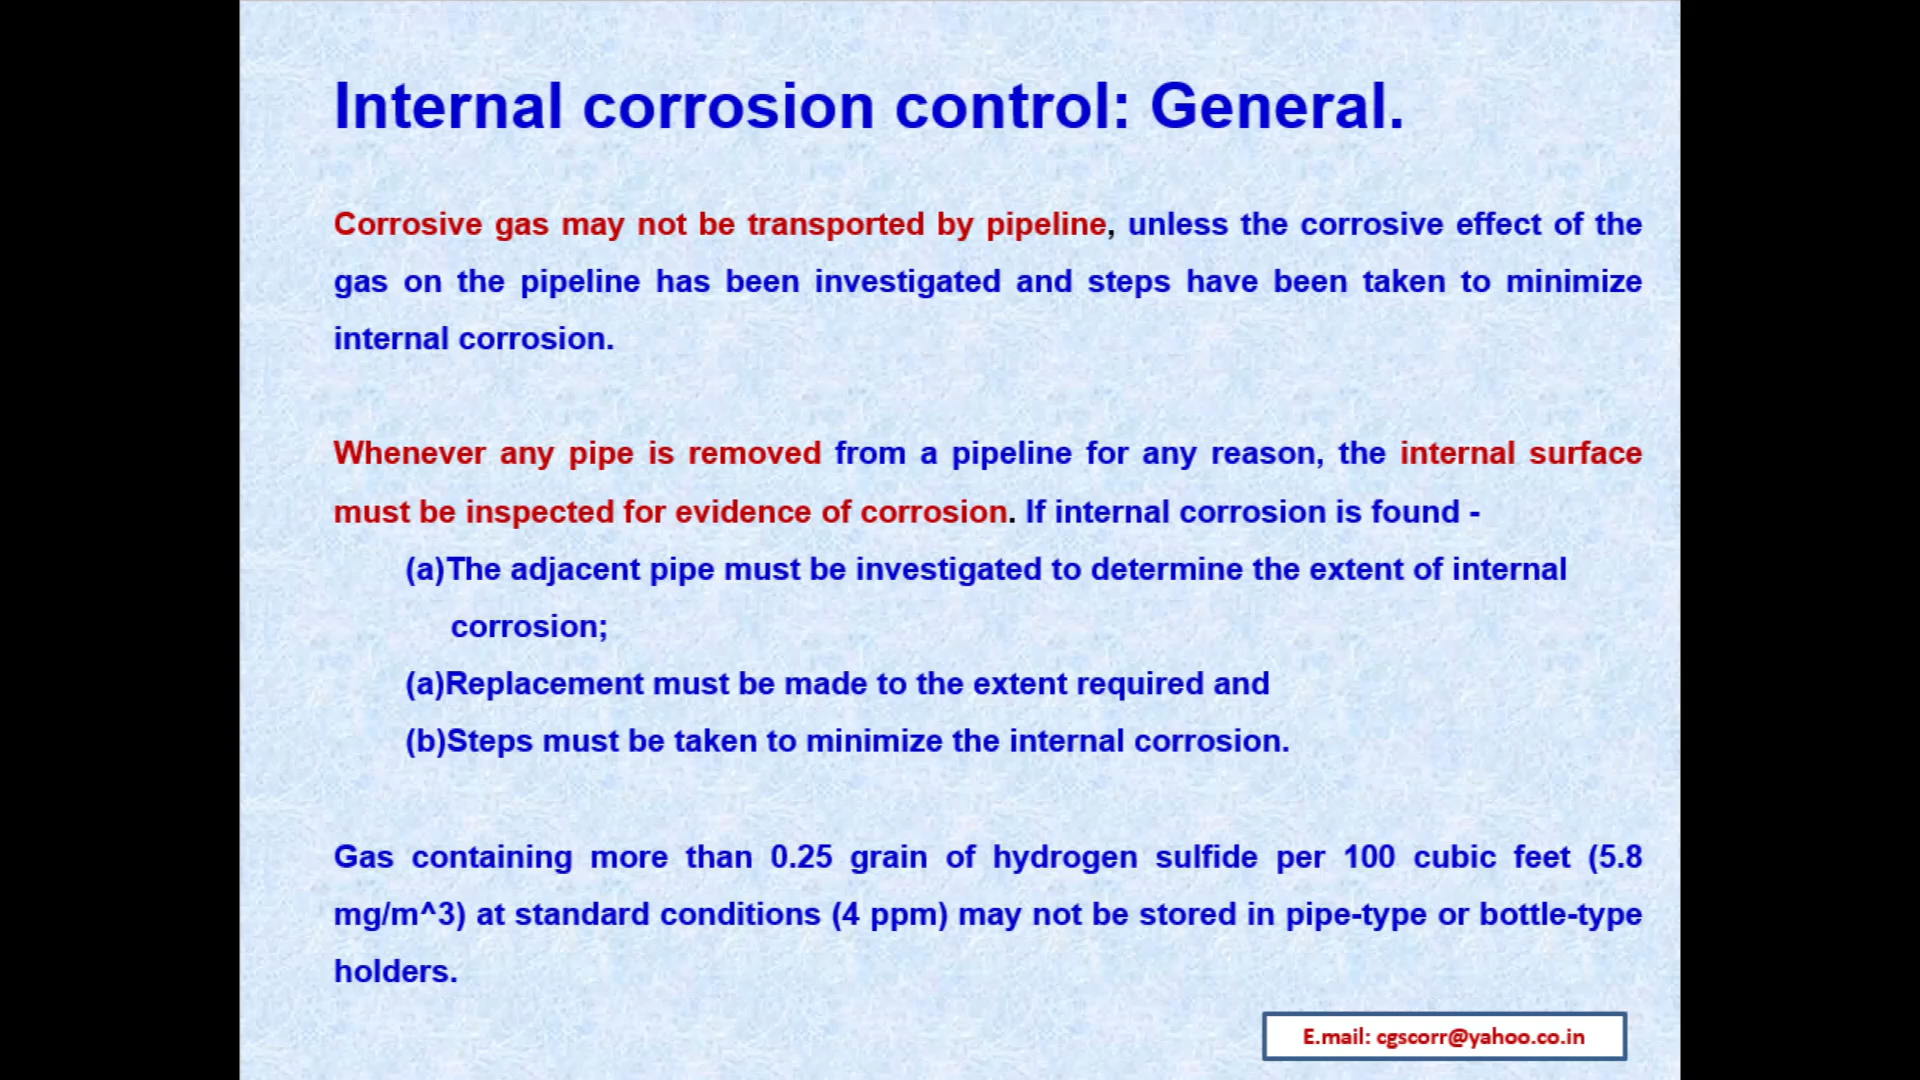 Internal corrosion control: General.
Corrosive gas may not be transported by pipeline, unless the corrosive effect of the
gas on the pipeline has been investigated and steps have been taken to minimize
internal corrosion.
Whenever any pipe is removed from a pipeline for any reason, the internal surface
must be inspected for evidence of corrosion. If internal corrosion is found -
(a)The adjacent pipe must be investigated to determine the extent of internal
corrosion;
(a)Replacement must be made to the extent required and
(b)Steps must be taken to minimize the internal corrosion.
Gas containing more than 0.25 grain of hydrogen sulfide per 100 cubic feet (5.8
mg/m^3) at standard conditions (4 ppm) may not be stored in pipe-type or bottle-type
holders.
E.mail: cgscorr@yahoo.co.in